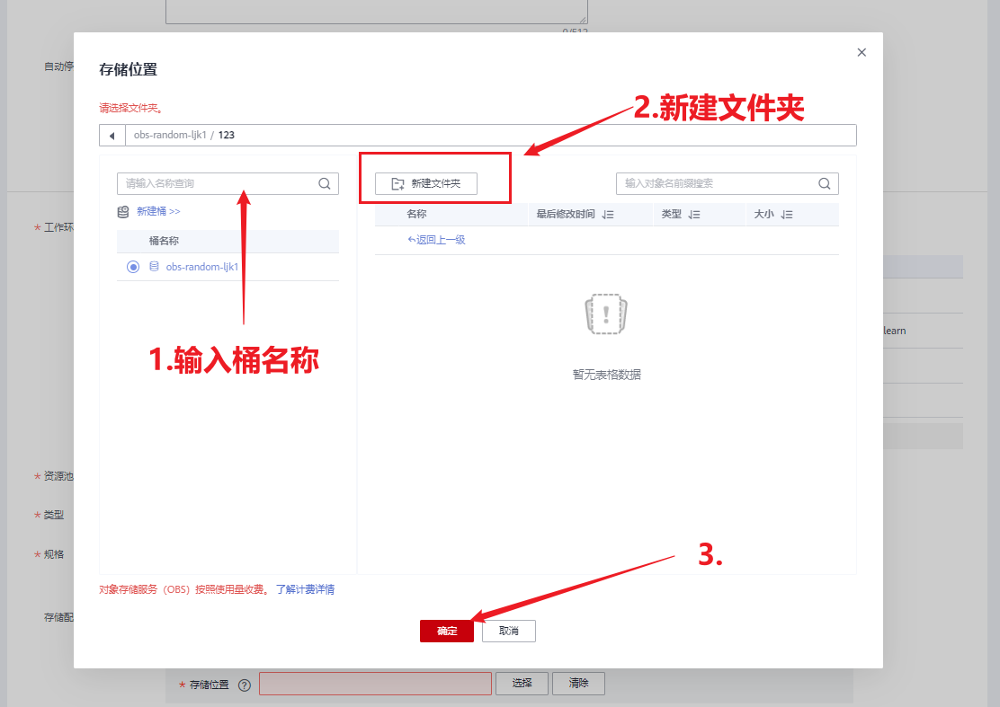 0/512
自动停
存储位置
请选择文件夹。
2.新建文件夹
obs-random-ljk1 / 123
请输入名称查询
新建文件夹
输入对象名前缀搜索
新建桶 >>
名称 最后修改时间 类型 大小
* 工作环
桶名称
返回上一级
obs-random-ljk1
learn
1.输入桶名称
暂无表格数据
* 资源池
* 类型
* 规格
3.
对象存储服务（OBS）按照使用量收费。 了解计费详情
存储配
确定 取消
* 存储位置 ? 选择 清除